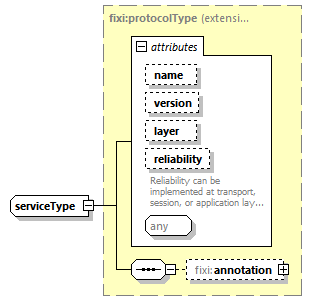 fixi:protocolType (extensi...
attributes
name
version
layer
reliability
Reliability can be
implemented at transport,
session, or application lay...
any
serviceType
fixi:annotation